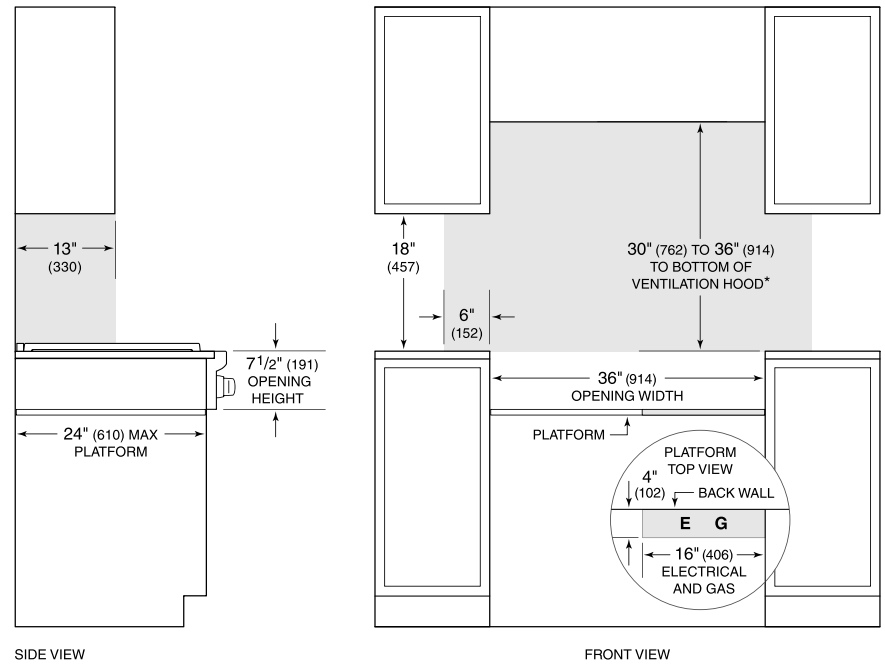 13"
(330)
7 1/2" (191)
OPENING
HEIGHT
24" (610) MAX
PLATFORM
SIDE VIEW
18"
(457)
30" (762) TO 36" (914)
TO BOTTOM OF
VENTILATION HOOD*
6"
(152)
36" (914)
OPENING WIDTH
PLATFORM
PLATFORM
TOP VIEW
4"
(102)
BACK WALL
E G
16" (406)
ELECTRICAL
AND GAS
FRONT VIEW